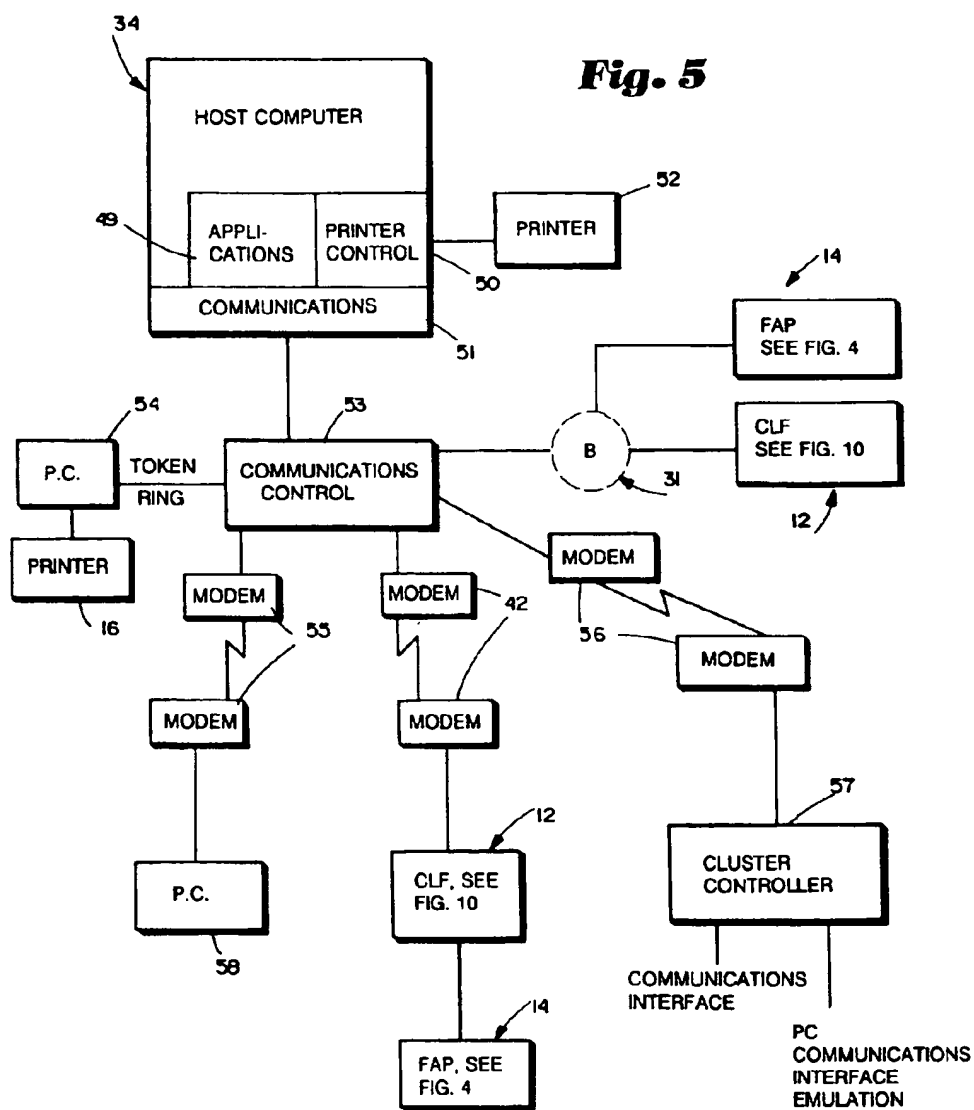 34
Fig. 5
HOST COMPUTER
52
49
APPLI-
CATIONS
PRINTER
CONTROL
PRINTER
50
14
COMMUNICATIONS
51
FAP
SEE FIG. 4
54
53
P.C.
TOKEN
RING
COMMUNICATIONS
CONTROL
B
31
CLF
SEE FIG. 10
12
PRINTER
16
MODEM
55
MODEM
42
MODEM
56
MODEM
MODEM
MODEM
57
12
P.C.
58
CLF, SEE
FIG. 10
CLUSTER
CONTROLLER
COMMUNICATIONS
INTERFACE
14
FAP, SEE
FIG. 4
PC
COMMUNICATIONS
INTERFACE
EMULATION